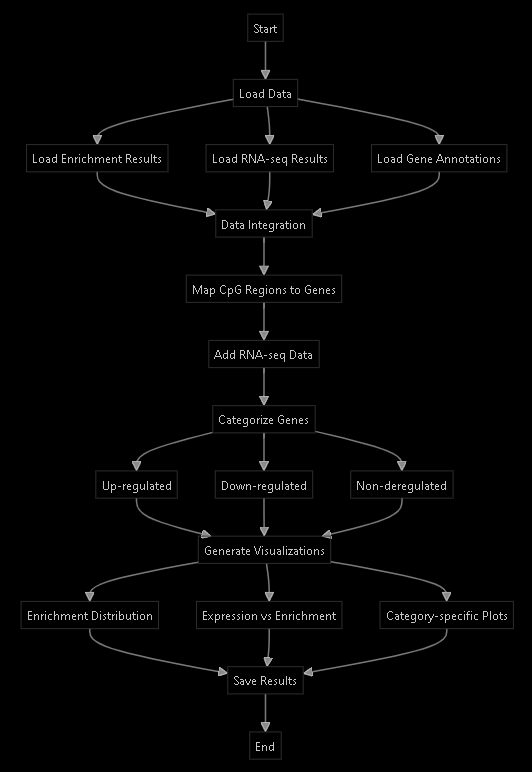 Start
Load Data
Load Enrichment Results
Load RNA-seq Results
Load Gene Annotations
Data Integration
Map CpG Regions to Genes
Add RNA-seq Data
Categorize Genes
Up-regulated
Down-regulated
Non-deregulated
Generate Visualizations
Enrichment Distribution
Expression vs Enrichment
Category-specific Plots
Save Results
End